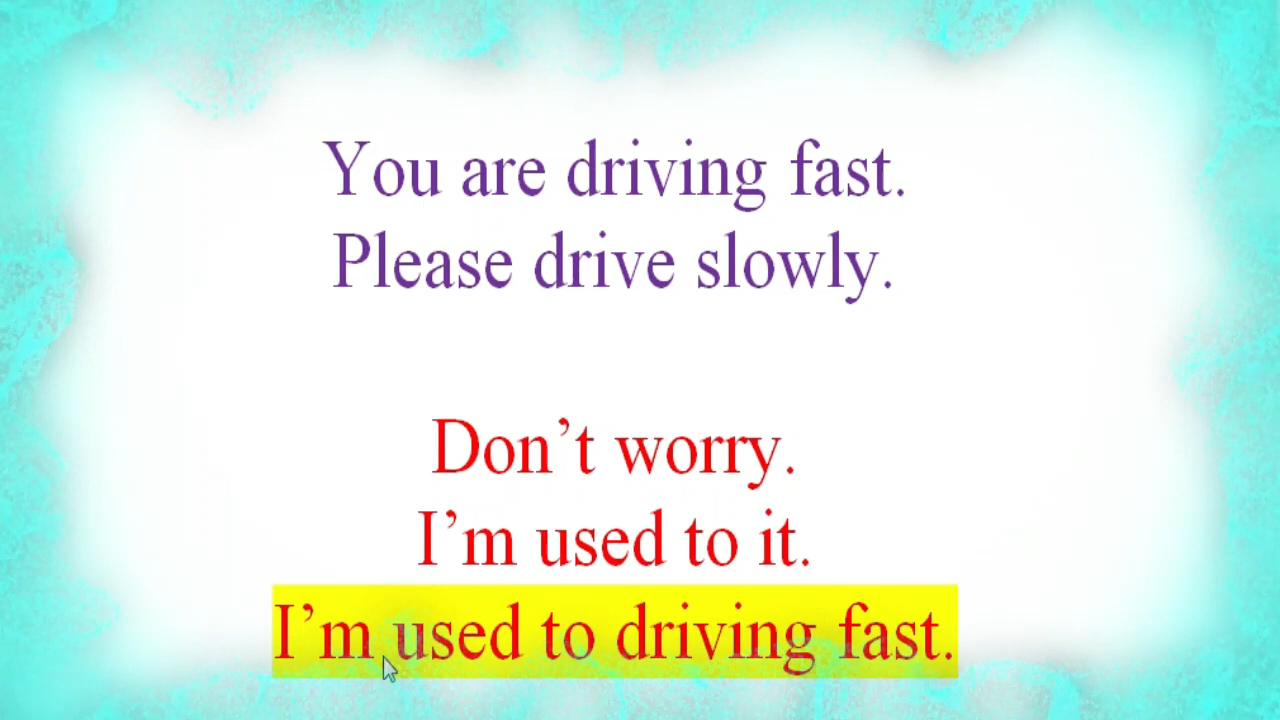 You are driving fast.
Please drive slowly.
Don’t worry.
I’m used to it.
I’m used to driving fast.